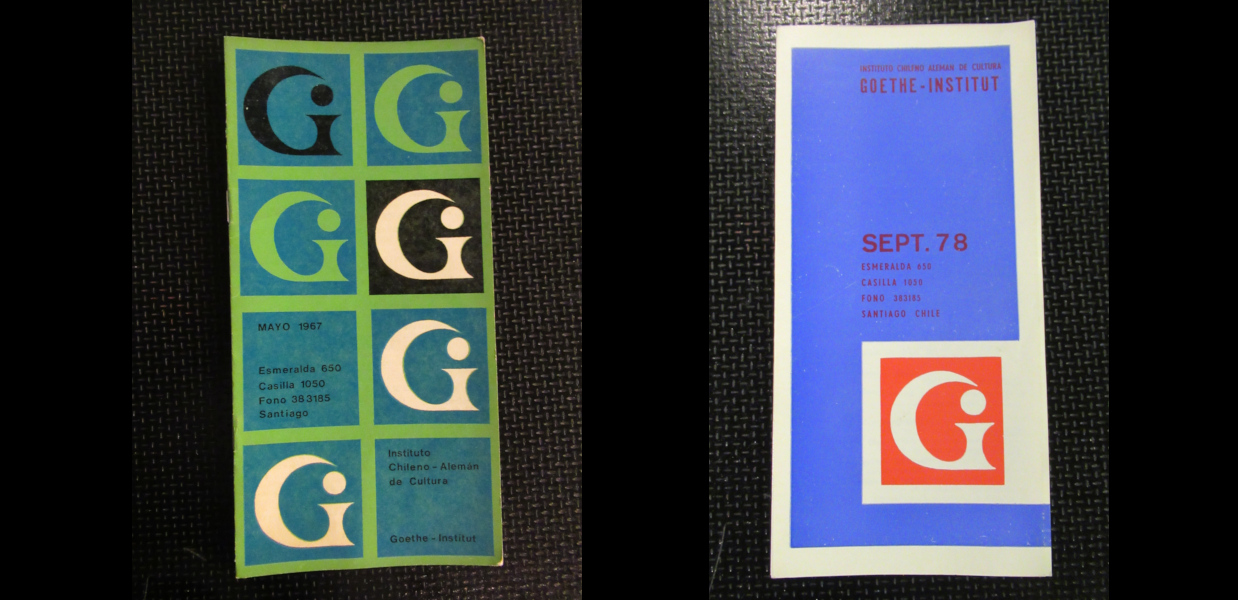 MAYO 1967
Esmeralda 650
Casilla 1050
Fono 383185
Santiago
Instituto
Chileno - Alemán
de Cultura
Goethe - Institut
INSTITUTO CHILENO ALEMAN DE CULTURA
GOETHE - INSTITUT
SEPT. 78
ESMERALDA 650
CASILLA 1050
FONO 383185
SANTIAGO CHILE